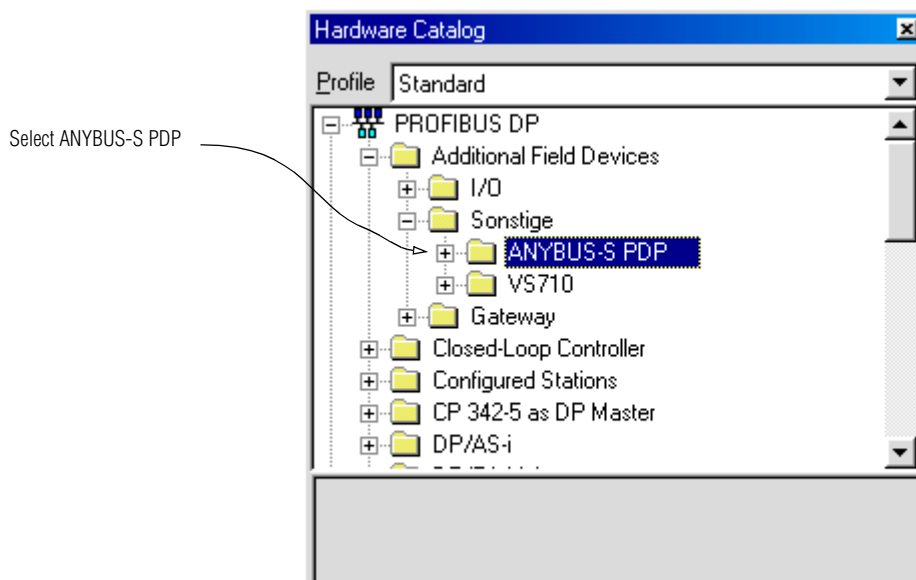 Hardware Catalog
Profile Standard
PROFIBUS DP
Additional Field Devices
I/O
Select ANYBUS-S PDP
Sonstige
ANYBUS-S PDP
VS710
Gateway
Closed-Loop Controller
Configured Stations
CP 342-5 as DP Master
DP/AS-i